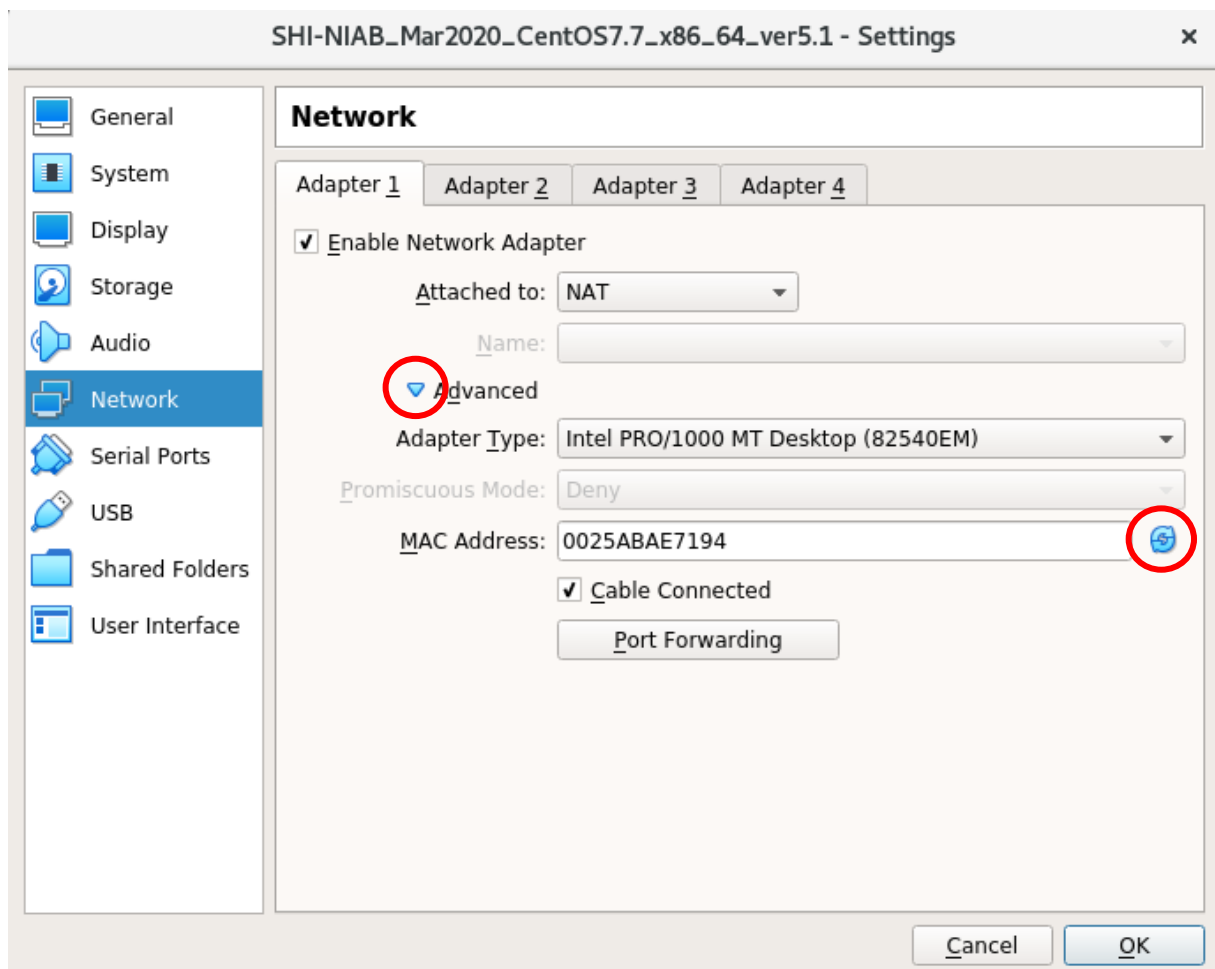 SHI-NIAB_Mar2020_CentOS7.7_x86_64_ver5.1 - Settings
General
System
Display
Storage
Audio
Network
Serial Ports
USB
Shared Folders
User Interface
Network
Adapter 1 Adapter 2 Adapter 3 Adapter 4
Enable Network Adapter
Attached to: NAT
Name:
Advanced
Adapter Type: Intel PRO/1000 MT Desktop (82540EM)
Promiscuous Mode: Deny
MAC Address: 0025ABAE7194
Cable Connected
Port Forwarding
Cancel OK